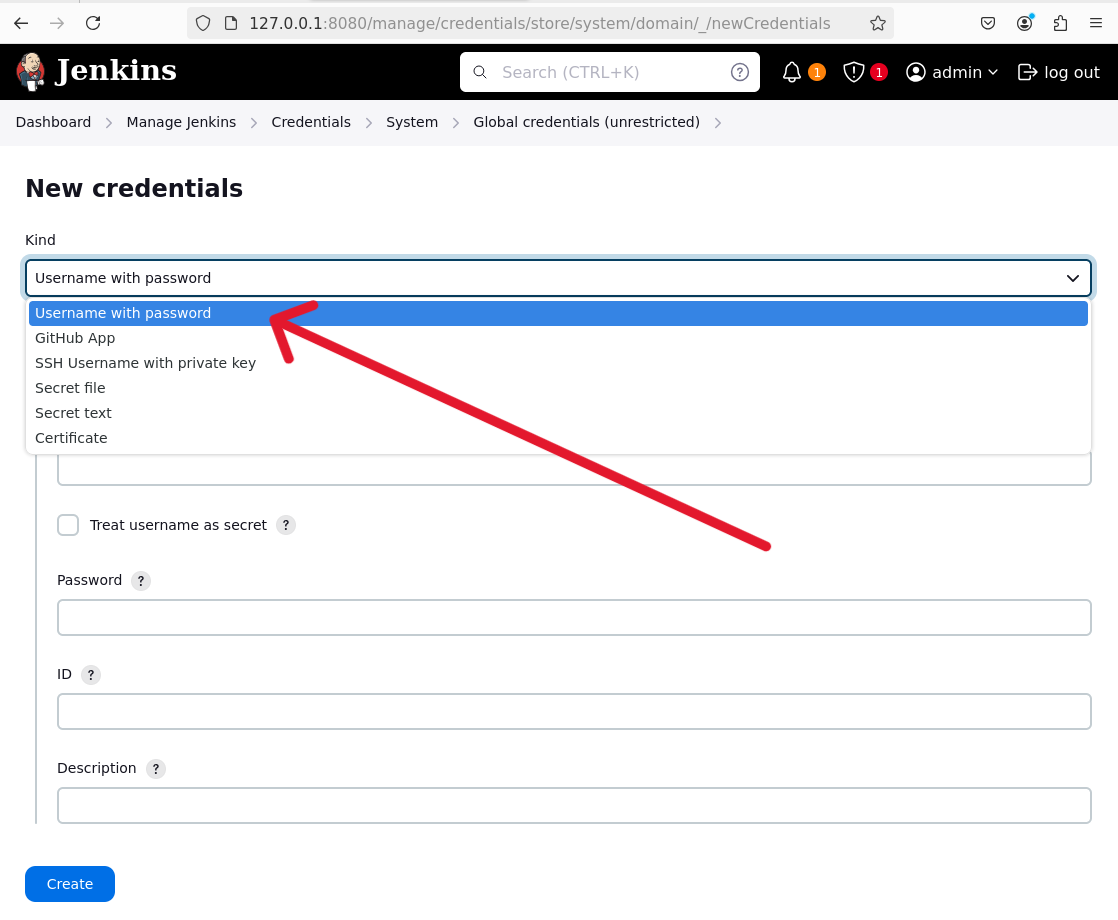 127.0.0.1:8080/manage/credentials/store/system/domain/_/newCredentials
Jenkins
Search (CTRL+K)
?
1
1
admin
log out
Dashboard
Manage Jenkins
Credentials
System
Global credentials (unrestricted)
New credentials
Kind
Username with password
Username with password
GitHub App
SSH Username with private key
Secret file
Secret text
Certificate
Treat username as secret ?
Password ?
ID ?
Description ?
Create